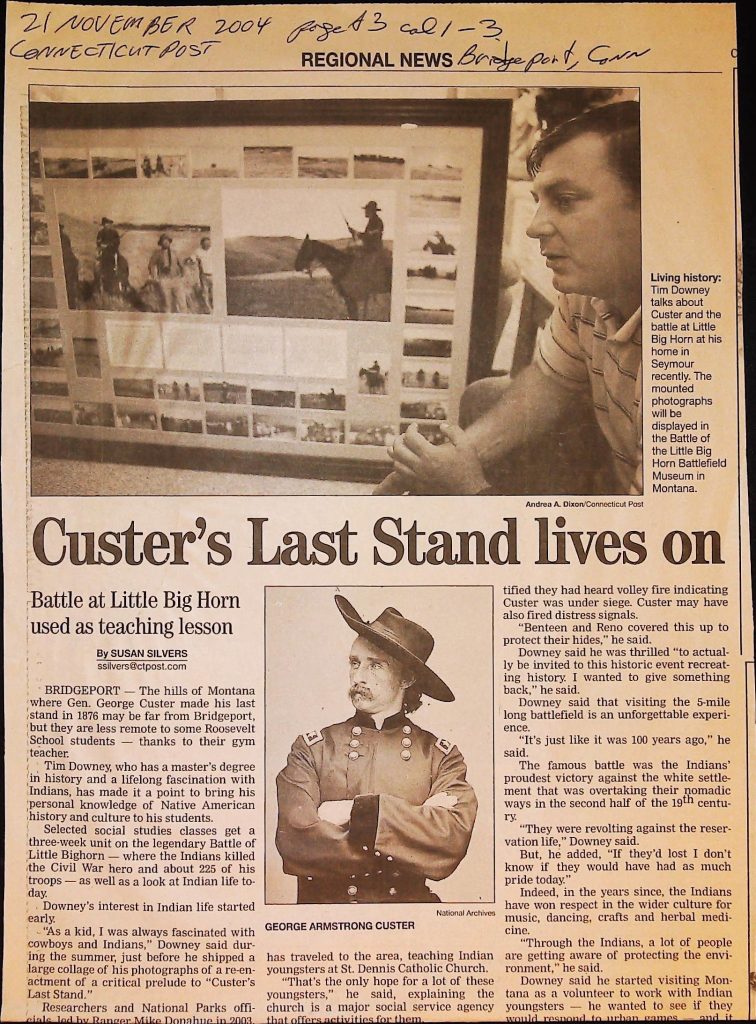 21 NOVEMBER 2004 page A3 col 1-3
CONNECTICUT POST
REGIONAL NEWS Bridgeport, Conn
Living history:
Tim Downey
talks about
Custer and the
battle at Little
Big Horn at his
home in
Seymour
recently. The
mounted
photographs
will be
displayed in
the Battle of
the Little Big
Horn Battlefield
Museum in
Montana.
Andrea A. Dixon/Connecticut Post
Custer's Last Stand lives on
Battle at Little Big Horn
used as teaching lesson
By SUSAN SILVERS
ssilvers@ctpost.com
BRIDGEPORT — The hills of Montana
where Gen. George Custer made his last
stand in 1876 may be far from Bridgeport,
but they are less remote to some Roosevelt
School students — thanks to their gym
teacher.
Tim Downey, who has a master's degree
in history and a lifelong fascination with
Indians, has made it a point to bring his
personal knowledge of Native American
history and culture to his students.
Selected social studies classes get a
three-week unit on the legendary Battle of
Little Bighorn — where the Indians killed
the Civil War hero and about 225 of his
troops — as well as a look at Indian life to-
day.
Downey's interest in Indian life started
early.
"As a kid, I was always fascinated with
cowboys and Indians," Downey said dur-
ing the summer, just before he shipped a
large collage of his photographs of a re-en-
actment of a critical prelude to "Custer's
Last Stand."
Researchers and National Parks offi-
cials, led by Ranger Mike Donahue in 2003,
National Archives
GEORGE ARMSTRONG CUSTER
has traveled to the area, teaching Indian
youngsters at St. Dennis Catholic Church.
"That's the only hope for a lot of these
youngsters," he said, explaining the
church is a major social service agency
that offers activities for them.
tified they had heard volley fire indicating
Custer was under siege. Custer may have
also fired distress signals.
"Benteen and Reno covered this up to
protect their hides," he said.
Downey said he was thrilled "to actual-
ly be invited to this historic event recreat-
ing history. I wanted to give something
back," he said.
Downey said that visiting the 5-mile
long battlefield is an unforgettable experi-
ence.
"It's just like it was 100 years ago," he
said.
The famous battle was the Indians'
proudest victory against the white settle-
ment that was overtaking their nomadic
ways in the second half of the 19th centu-
ry.
"They were revolting against the reser-
vation life," Downey said.
But, he added, "If they'd lost I don't
know if they would have had as much
pride today."
Indeed, in the years since, the Indians
have won respect in the wider culture for
music, dancing, crafts and herbal medi-
cine.
"Through the Indians, a lot of people
are getting aware of protecting the envi-
ronment," he said.
Downey said he started visiting Mon-
tana as a volunteer to work with Indian
youngsters — he wanted to see if they
would respond to urban games — and it